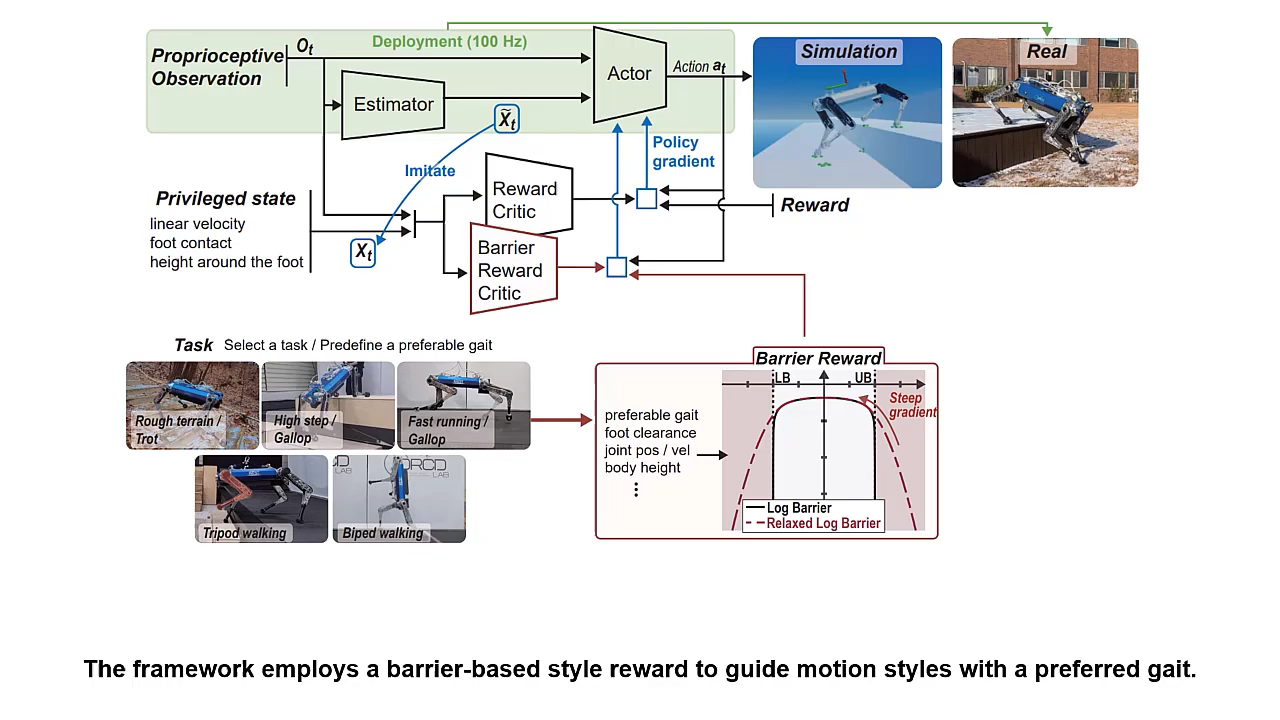 Proprioceptive
Observation
Ot
Deployment (100 Hz)
Estimator
Actor
Action at
Simulation
Real
X̃t
Imitate
Policy
gradient
Privileged state
linear velocity
foot contact
height around the foot
Xt
Reward
Critic
Barrier
Reward
Critic
Reward
Task Select a task / Predefine a preferable gait
Rough terrain /
Trot
High step /
Gallop
Fast running /
Gallop
Tripod walking
Biped walking
Barrier Reward
LB
UB
Steep
gradient
preferable gait
foot clearance
joint pos / vel
body height
Log Barrier
Relaxed Log Barrier
The framework employs a barrier-based style reward to guide motion styles with a preferred gait.